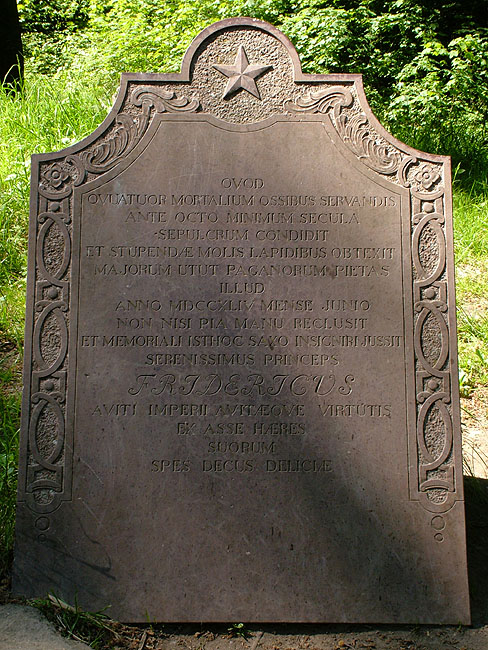 QVOD
QVUATUOR MORTALIUM OSSIBUS SERVANDIS
ANTE OCTO MINIMUM SECULA
SEPULCRUM CONDIDIT
ET STUPENDÆ MOLIS LAPIDIBUS OBTEXIT
MAJORUM UTUT PAGANORUM PIETAS
ILLUD
ANNO MDCCXLIV MENSE JUNIO
NON NISI PIA MANU RECLUSIT
ET MEMORIALI ISTHOC SAXO INSIGNIRI JUSSIT
SERENISSIMUS PRINCEPS
FRIDERICVS
AVITI IMPERII AVITÆQVE VIRTUTIS
EX ASSE HÆRES
SUORUM
SPES DECUS DELICIÆ